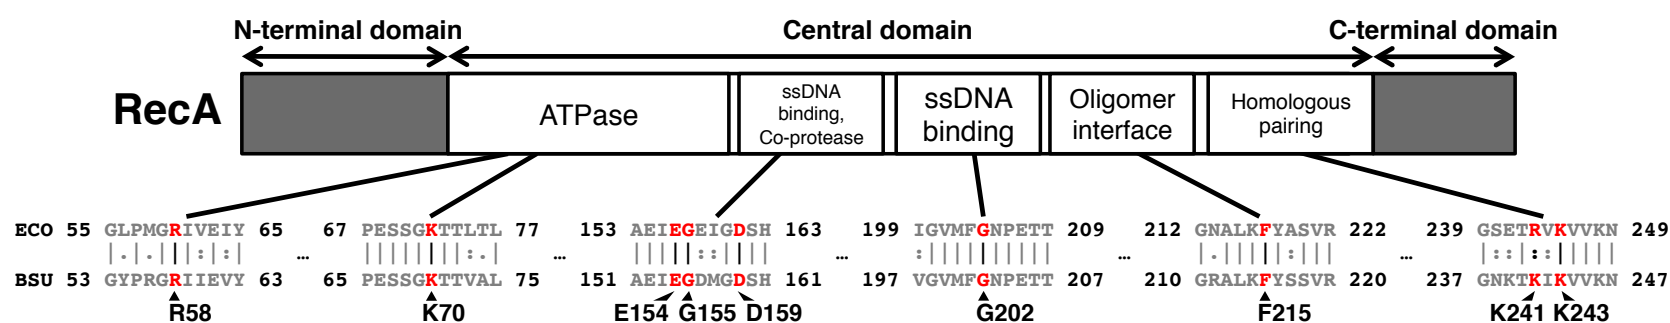 N-terminal domain Central domain C-terminal domain
RecA ATPase ssDNA binding, Co-protease ssDNA binding Oligomer interface Homologous pairing
ECO 55 GLPMGRIVEIY 65 67 PESSGKTTLTL 77 153 AEIEGEIGDSH 163 199 IGVMFGNPETT 209 212 GNALKFYASVR 222 239 GSETRVKVVKN 249
|.|.||||:|:| ... ||||||||:.| ... ||||||::|||| ... :|||||||||| ... |.||||||:||| ... |::|:|:|||||
BSU 53 GYPRGRIIEVY 63 65 PESSGKTTVAL 75 151 AEIEGDMGDSH 161 197 VGVMFGNPETT 207 210 GRALKFYSSVR 220 237 GNKTKIKVVKN 247
R58 K70 E154 G155 D159 G202 F215 K241 K243